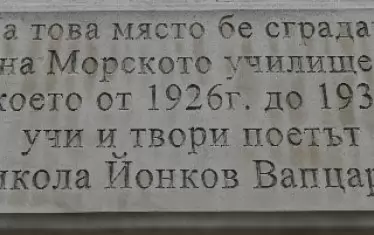 това място бе сграда
на Морското училище
което от 1926г. до 193
учи и твори поетът
икола Йонков Вапцар